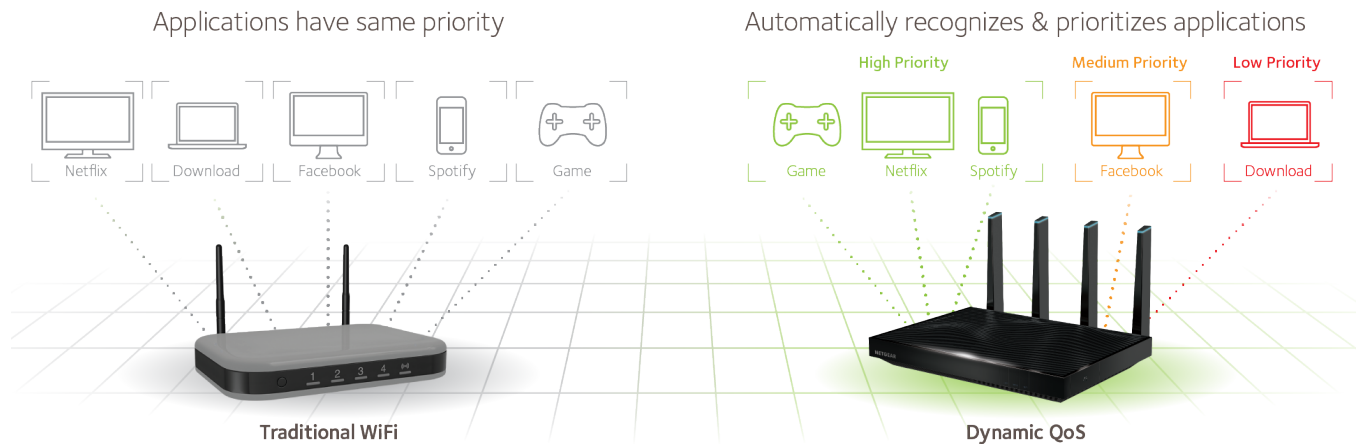 Applications have same priority
Netflix
Download
Facebook
Spotify
Game
1 2 3 4
Traditional WiFi
Automatically recognizes & prioritizes applications
High Priority
Medium Priority
Low Priority
Game
Netflix
Spotify
Facebook
Download
NETGEAR
Dynamic QoS